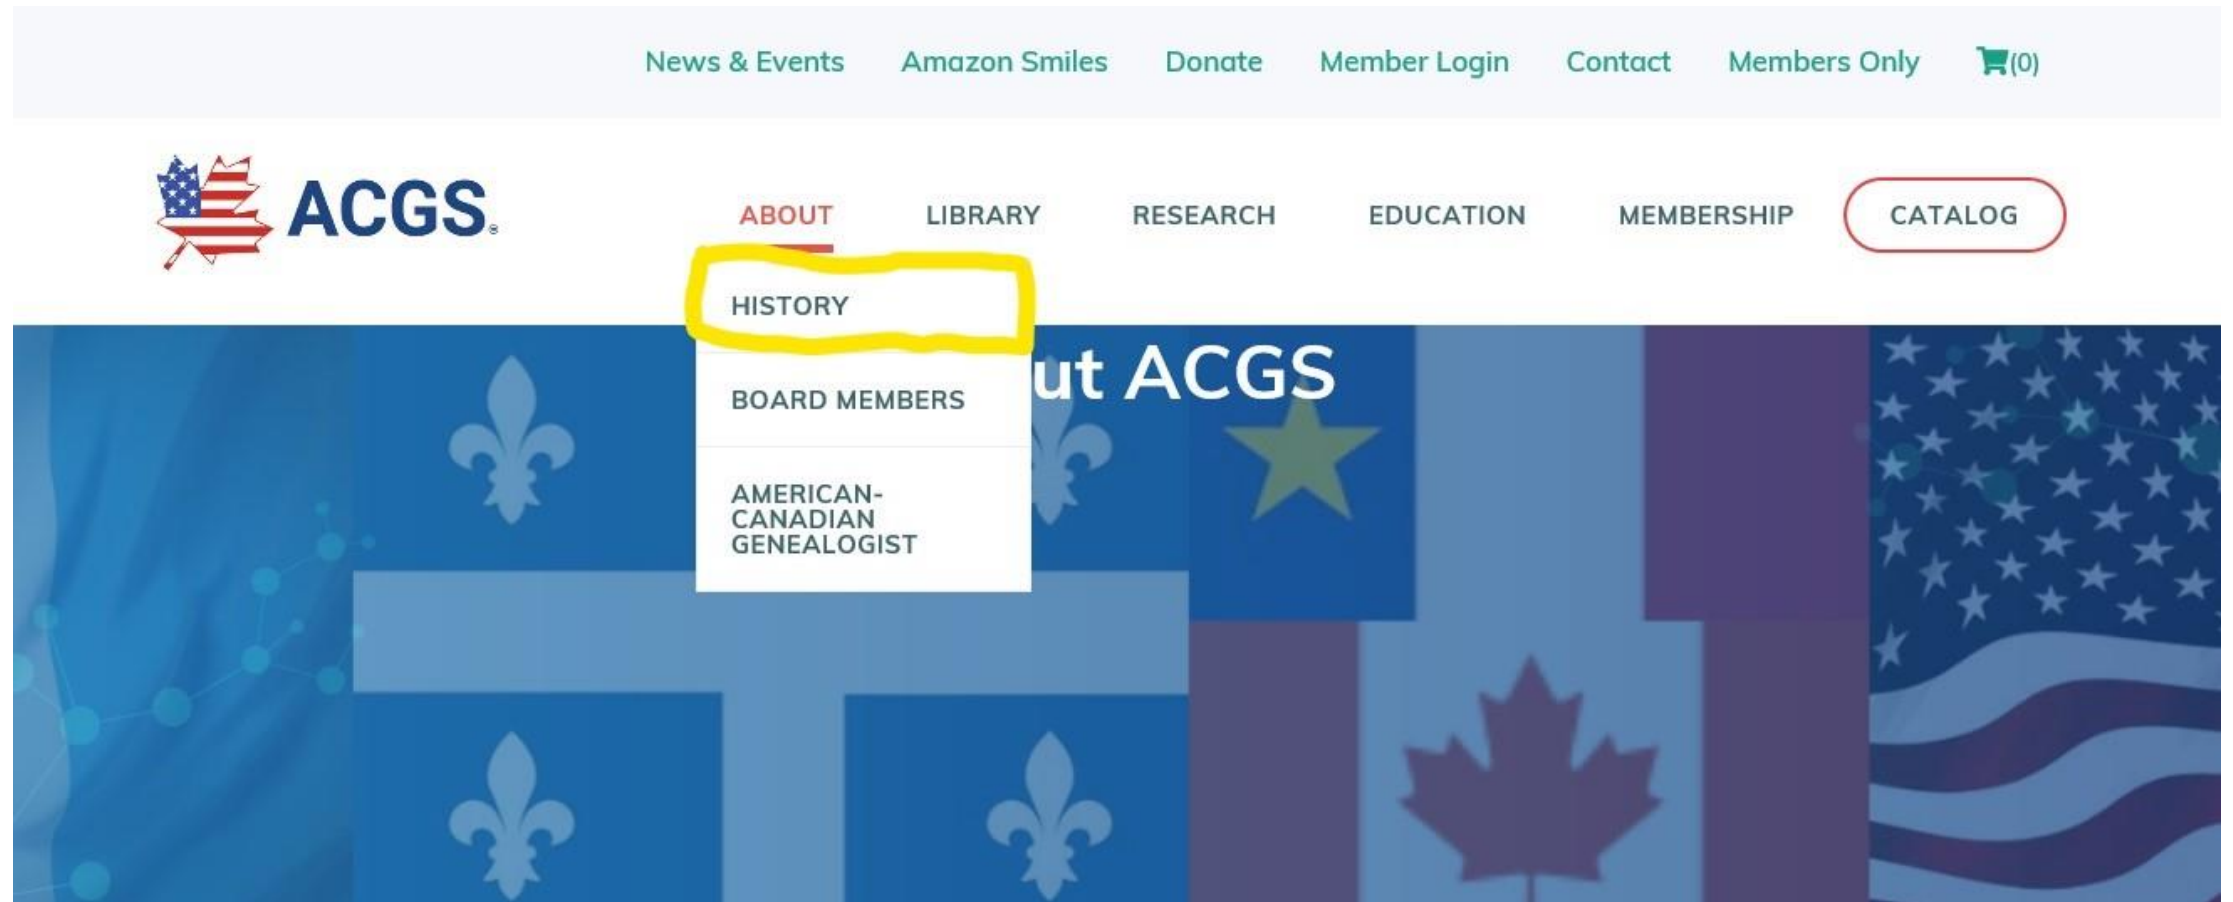 News & Events Amazon Smiles Donate Member Login Contact Members Only (0)
ACGS®
ABOUT LIBRARY RESEARCH EDUCATION MEMBERSHIP CATALOG
HISTORY
ut ACGS
BOARD MEMBERS
AMERICAN-
CANADIAN
GENEALOGIST